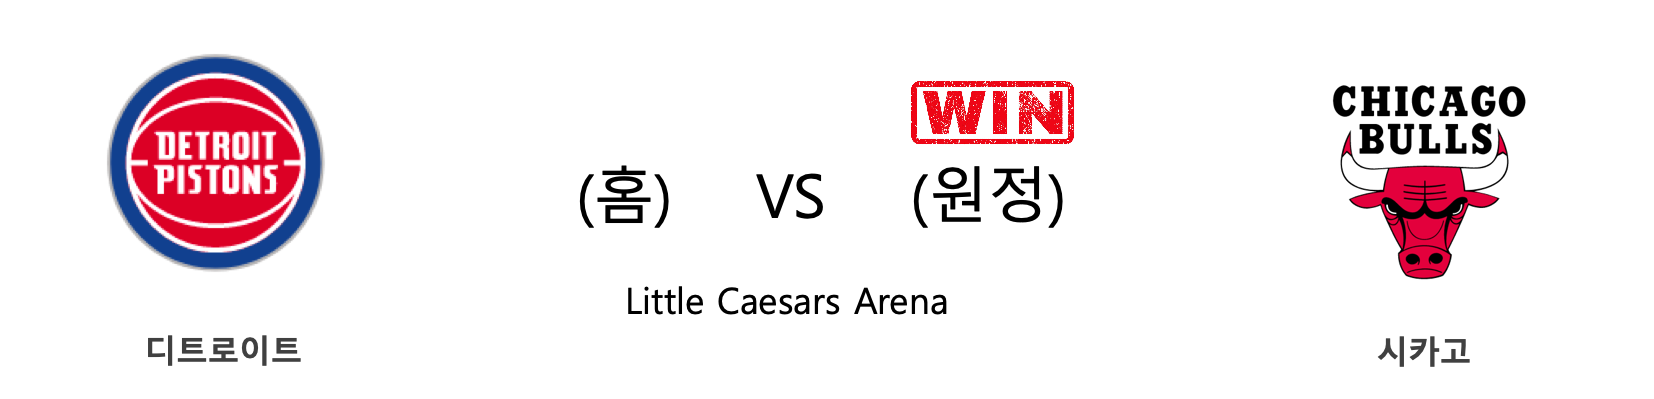 DETROIT
PISTONS
디트로이트
WIN
(홈) VS (원정)
Little Caesars Arena
CHICAGO
BULLS
시카고